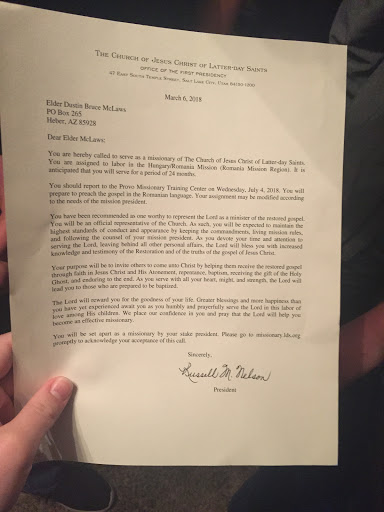 THE CHURCH OF JESUS CHRIST OF LATTER-DAY SAINTS
OFFICE OF THE FIRST PRESIDENCY
47 EAST SOUTH TEMPLE STREET, SALT LAKE CITY, UTAH 84150-1200
March 6, 2018
Elder Dustin Brace McLaws
PO Box 265
Heber, AZ 85928
Dear Elder McLaws:
You are hereby called to serve as a missionary of The Church of Jesus Christ of Latter-day Saints.
You are assigned to labor in the Hungary/Romania Mission (Romania Mission Region). It is
anticipated that you will serve for a period of 24 months.
You should report to the Provo Missionary Training Center on Wednesday, July 4, 2018. You will
prepare to preach the gospel in the Romanian language. Your assignment may be modified according
to the needs of the mission president.
You have been recommended as one worthy to represent the Lord as a minister of the restored gospel.
You will be an official representative of the Church. As such, you will be expected to maintain the
highest standards of conduct and appearance by keeping the commandments, living mission rules,
and following the counsel of your mission president. As you devote your time and attention to
serving the Lord, leaving behind all other personal affairs, the Lord will bless you with increased
knowledge and testimony of the Restoration and of the truths of the gospel of Jesus Christ.
Your purpose will be to invite others to come unto Christ by helping them receive the restored gospel
through faith in Jesus Christ and His Atonement, repentance, baptism, receiving the gift of the Holy
Ghost, and enduring to the end. As you serve with all your heart, might, mind, and strength, the Lord will
lead you to those who are prepared to be baptized.
The Lord will reward you for the goodness of your life. Greater blessings and more happiness than
you have yet experienced await you as you humbly and prayerfully serve the Lord in this labor of
love among His children. We place our confidence in you and pray that the Lord will help you
become an effective missionary.
You will be set apart as a missionary by your stake president. Please go to missionary.lds.org
promptly to acknowledge your acceptance of this call.
Sincerely,
Russell M. Nelson
President